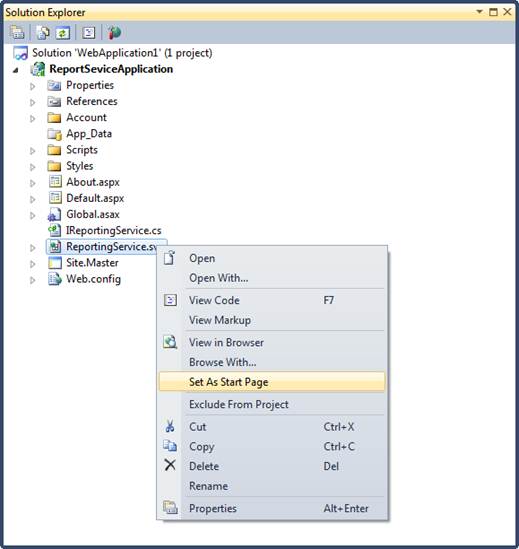 Solution Explorer
Solution 'WebApplication1' (1 project)
ReportSeviceApplication
Properties
References
Account
App_Data
Scripts
Styles
About.aspx
Default.aspx
Global.asax
IReportingService.cs
ReportingService.sv
Site.Master
Web.config
Open
Open With...
View Code F7
View Markup
View in Browser
Browse With...
Set As Start Page
Exclude From Project
Cut Ctrl+X
Copy Ctrl+C
Delete Del
Rename
Properties Alt+Enter